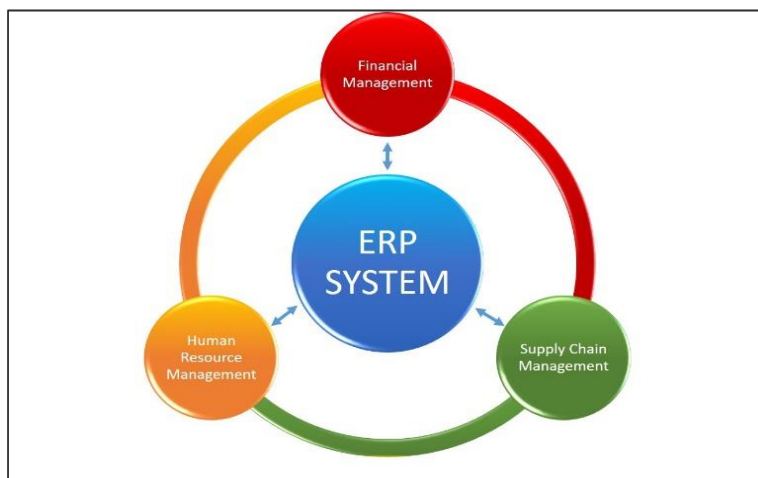 Financial
Management
ERP
SYSTEM
Human
Resource
Management
Supply Chain
Management